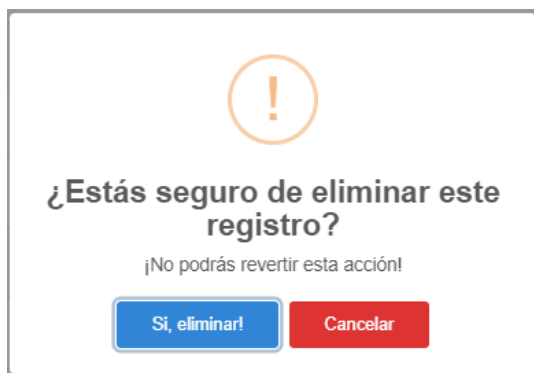 !
¿Estás seguro de eliminar este
registro?
¡No podrás revertir esta acción!
Si, eliminar!
Cancelar